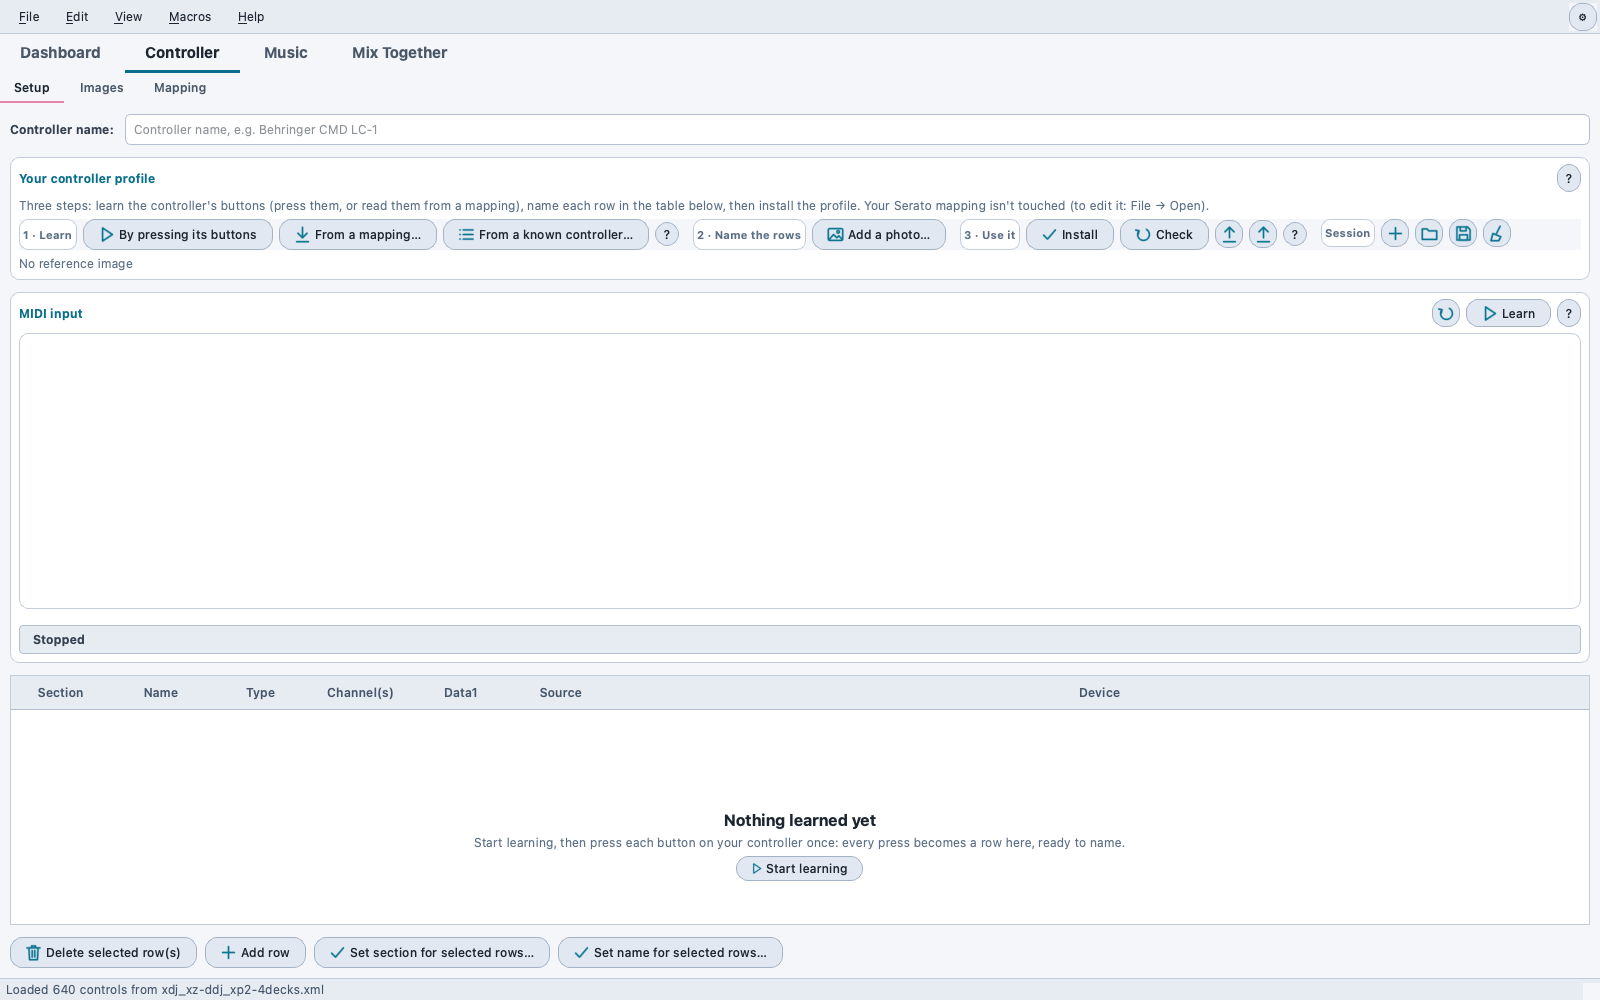 File Edit View Macros Help
Dashboard Controller Music Mix Together
Setup Images Mapping
Controller name: Controller name, e.g. Behringer CMD LC-1
Your controller profile ?
Three steps: learn the controller's buttons (press them, or read them from a mapping), name each row in the table below, then install the profile. Your Serato mapping isn't touched (to edit it: File → Open).
1 · Learn By pressing its buttons From a mapping... From a known controller... ? 2 · Name the rows Add a photo... 3 · Use it Install Check ? Session
No reference image
MIDI input Learn ?
Stopped
Section Name Type Channel(s) Data1 Source Device
Nothing learned yet
Start learning, then press each button on your controller once: every press becomes a row here, ready to name.
Start learning
Delete selected row(s) Add row Set section for selected rows... Set name for selected rows...
Loaded 640 controls from xdj_xz-ddj_xp2-4decks.xml